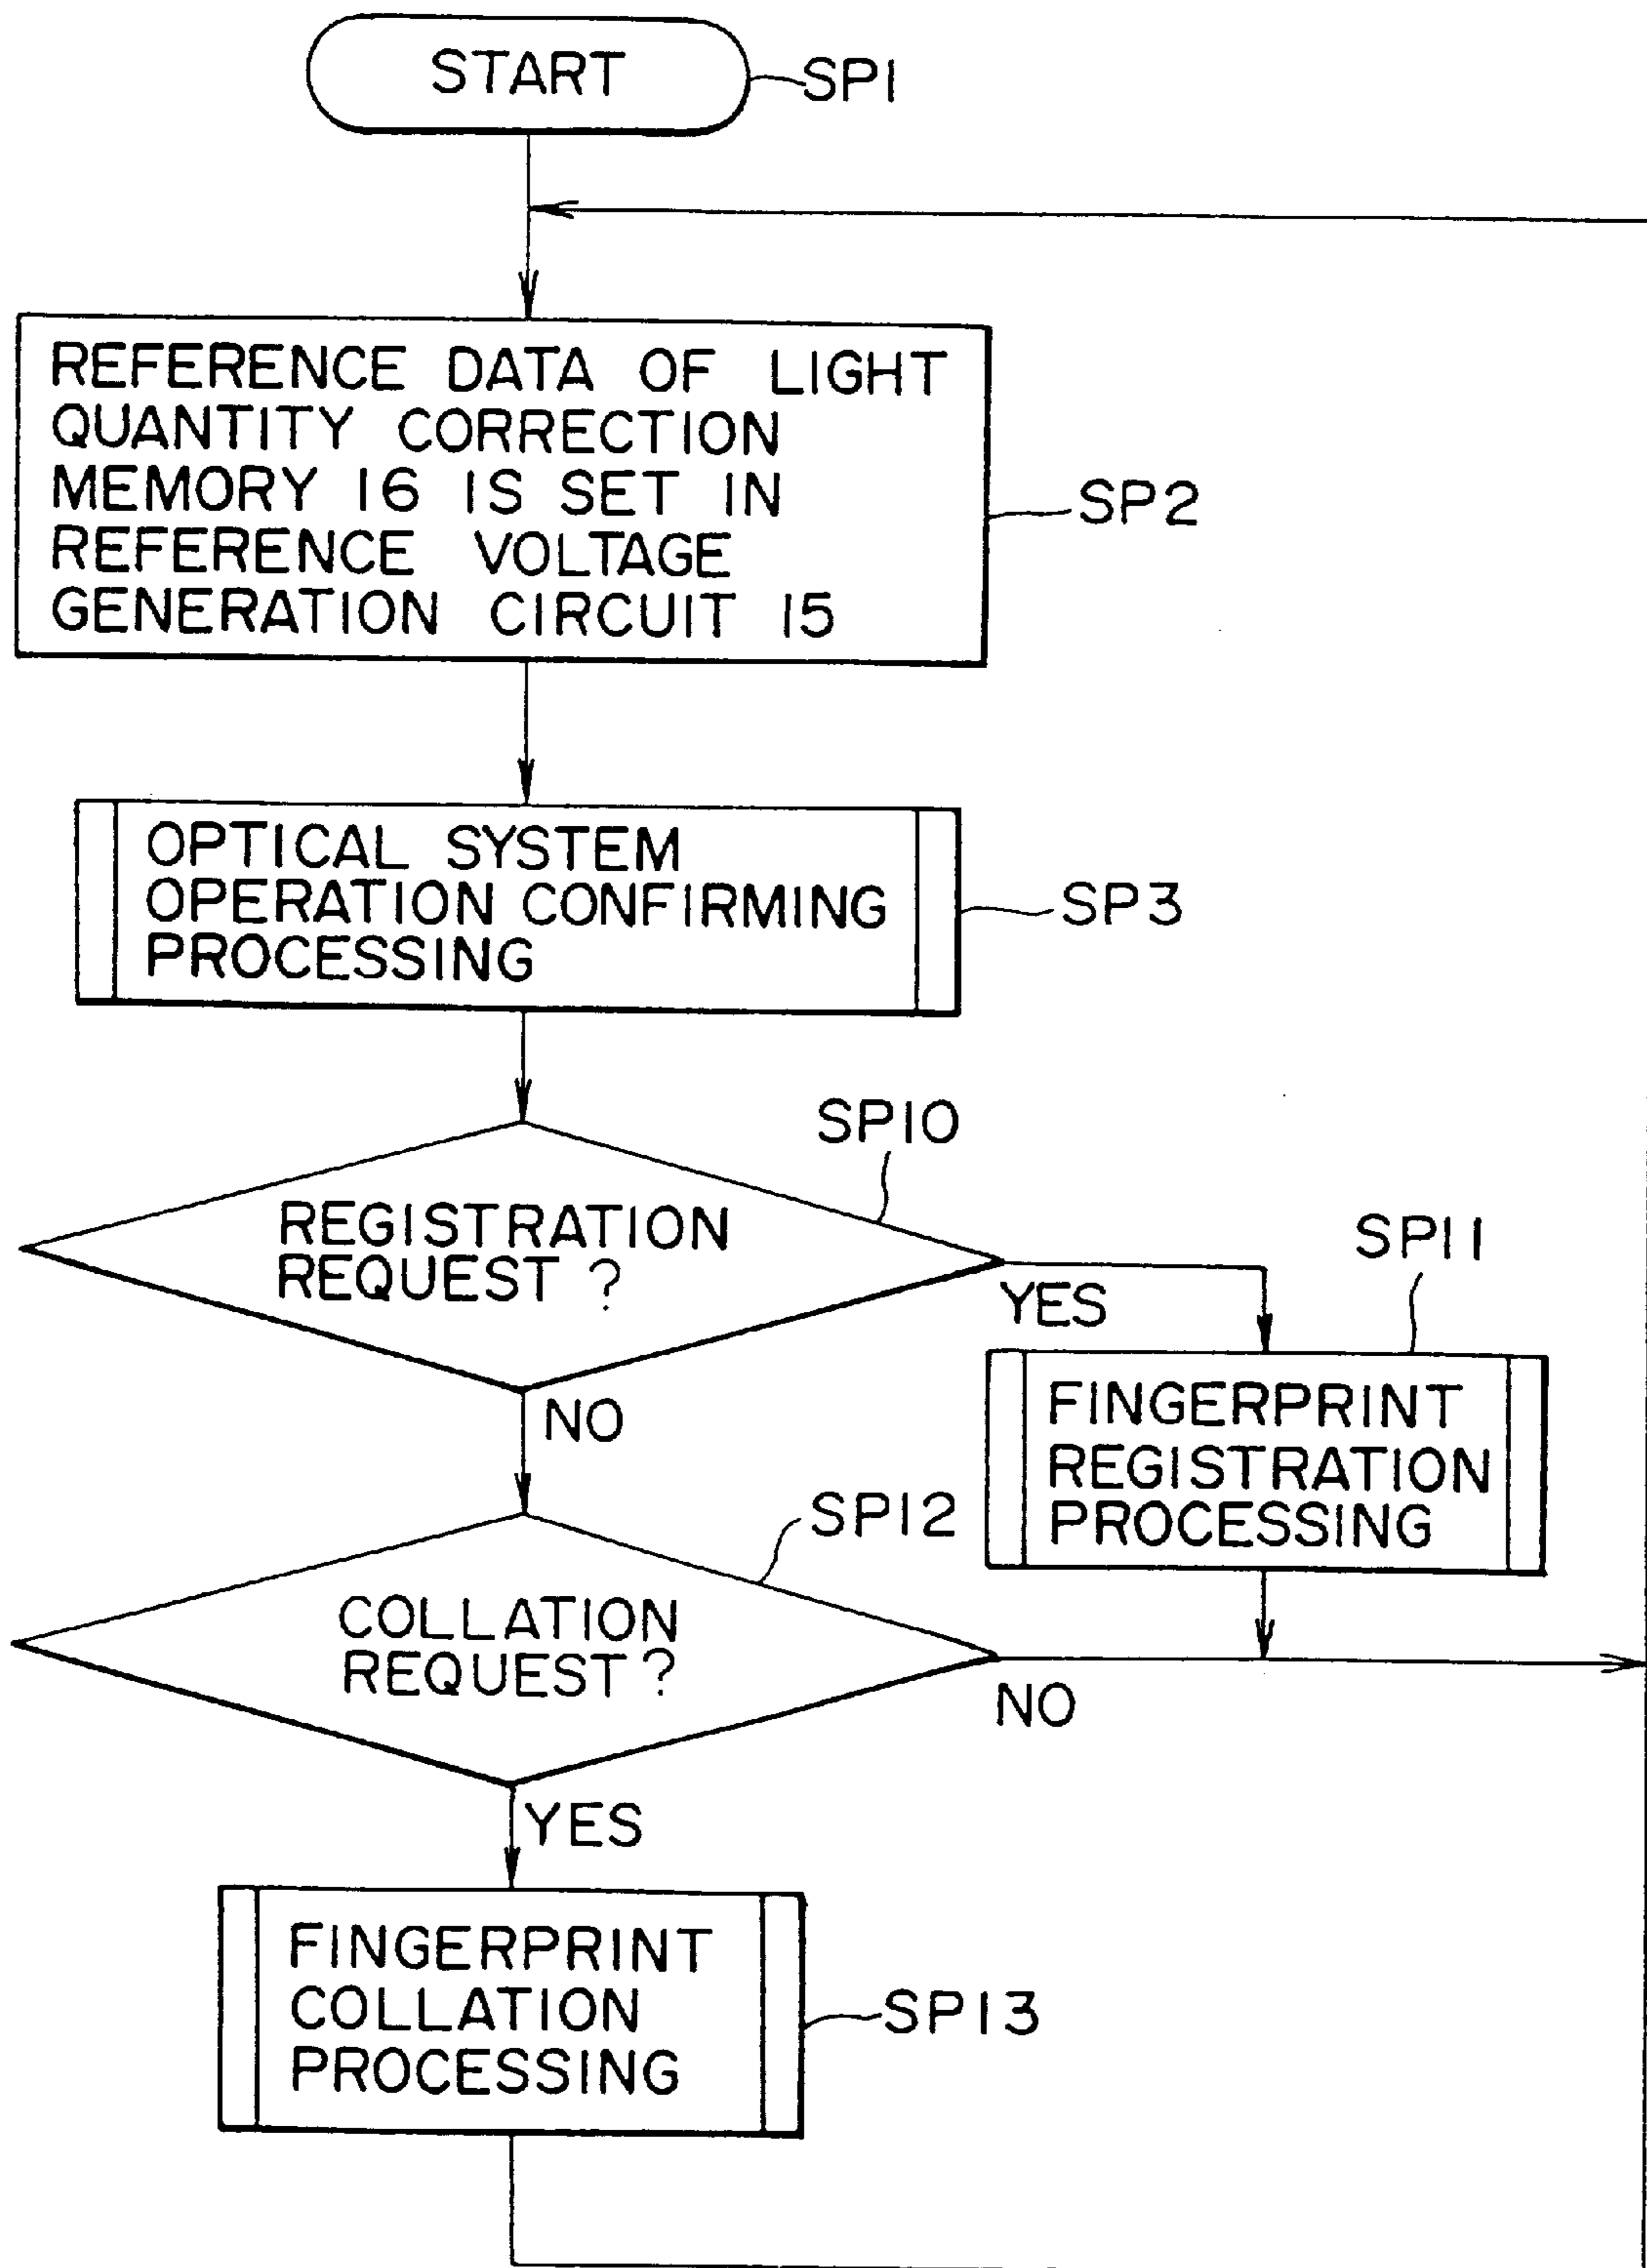 START
SP1
REFERENCE DATA OF LIGHT
QUANTITY CORRECTION
MEMORY 16 IS SET IN
REFERENCE VOLTAGE
GENERATION CIRCUIT 15
SP2
OPTICAL SYSTEM
OPERATION CONFIRMING
PROCESSING
SP3
SP10
REGISTRATION
REQUEST ?
YES
SP11
NO
FINGERPRINT
REGISTRATION
PROCESSING
SP12
COLLATION
REQUEST ?
NO
YES
FINGERPRINT
COLLATION
PROCESSING
SP13